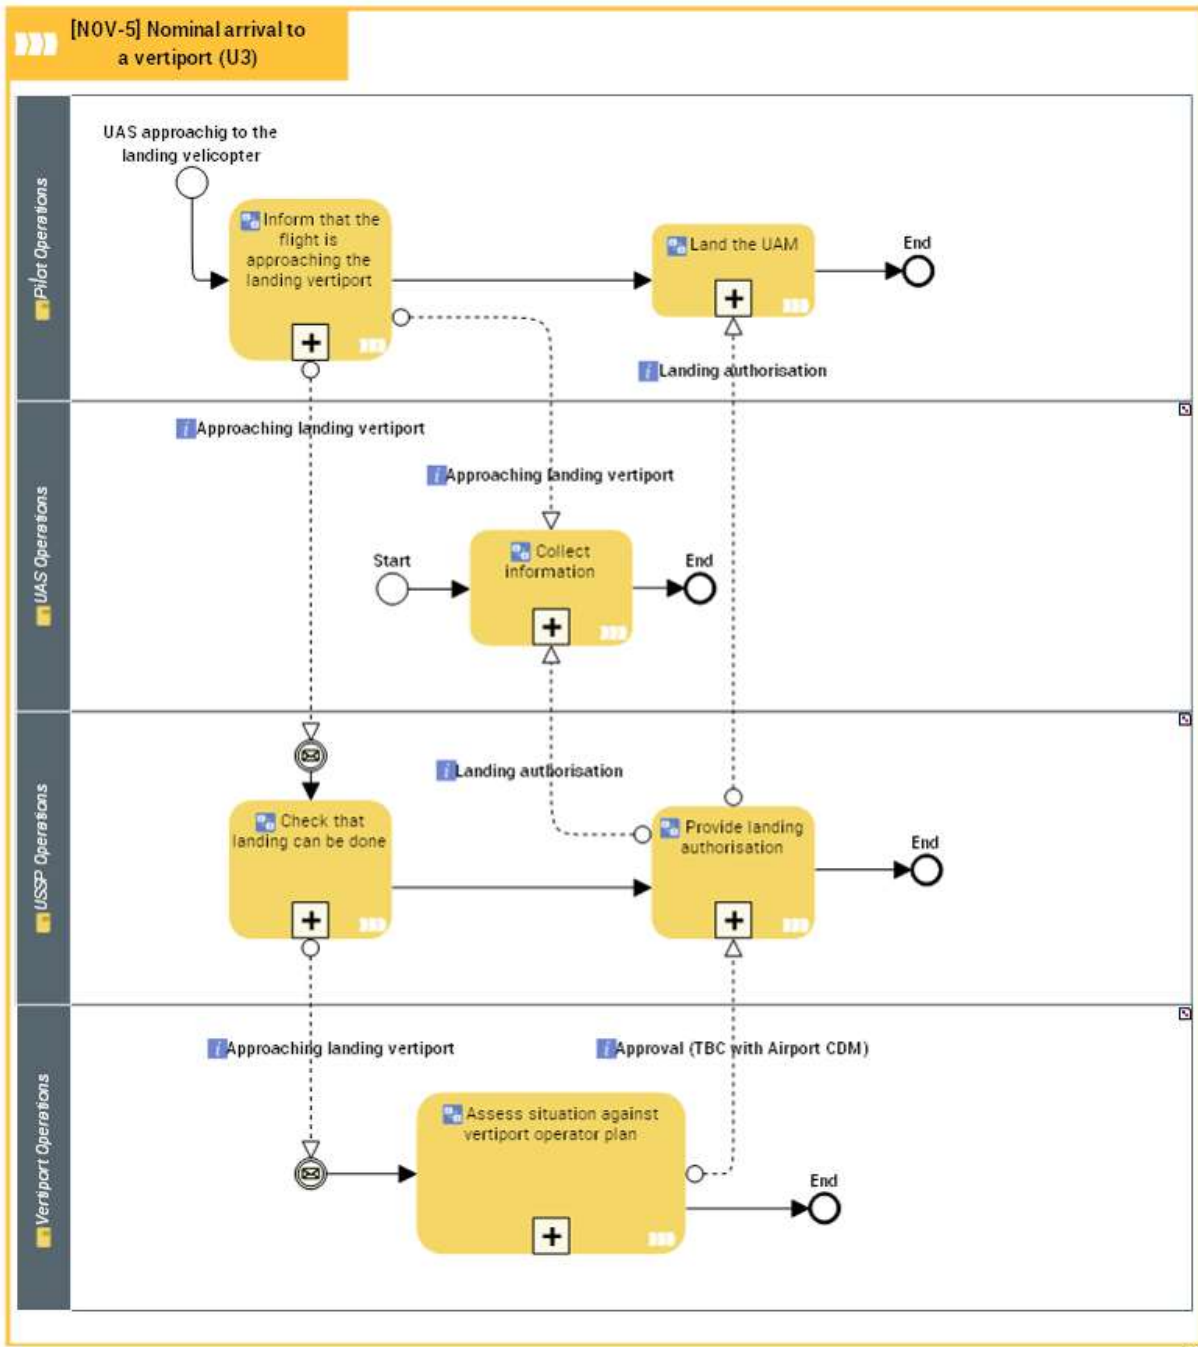 [NOV-5] Nominal arrival to
a vertiport (U3)
Pilot Operations
UAS approachig to the
landing velicopter
Inform that the
flight is
approaching the
landing vertiport
Land the UAM
End
Landing authorisation
UAS Operations
Approaching landing vertiport
Approaching landing vertiport
Start
Collect
information
End
USSP Operations
Landing authorisation
Check that
landing can be done
Provide landing
authorisation
End
Vertiport Operations
Approaching landing vertiport
Approval (TBC with Airport CDM)
Assess situation against
vertiport operator plan
End